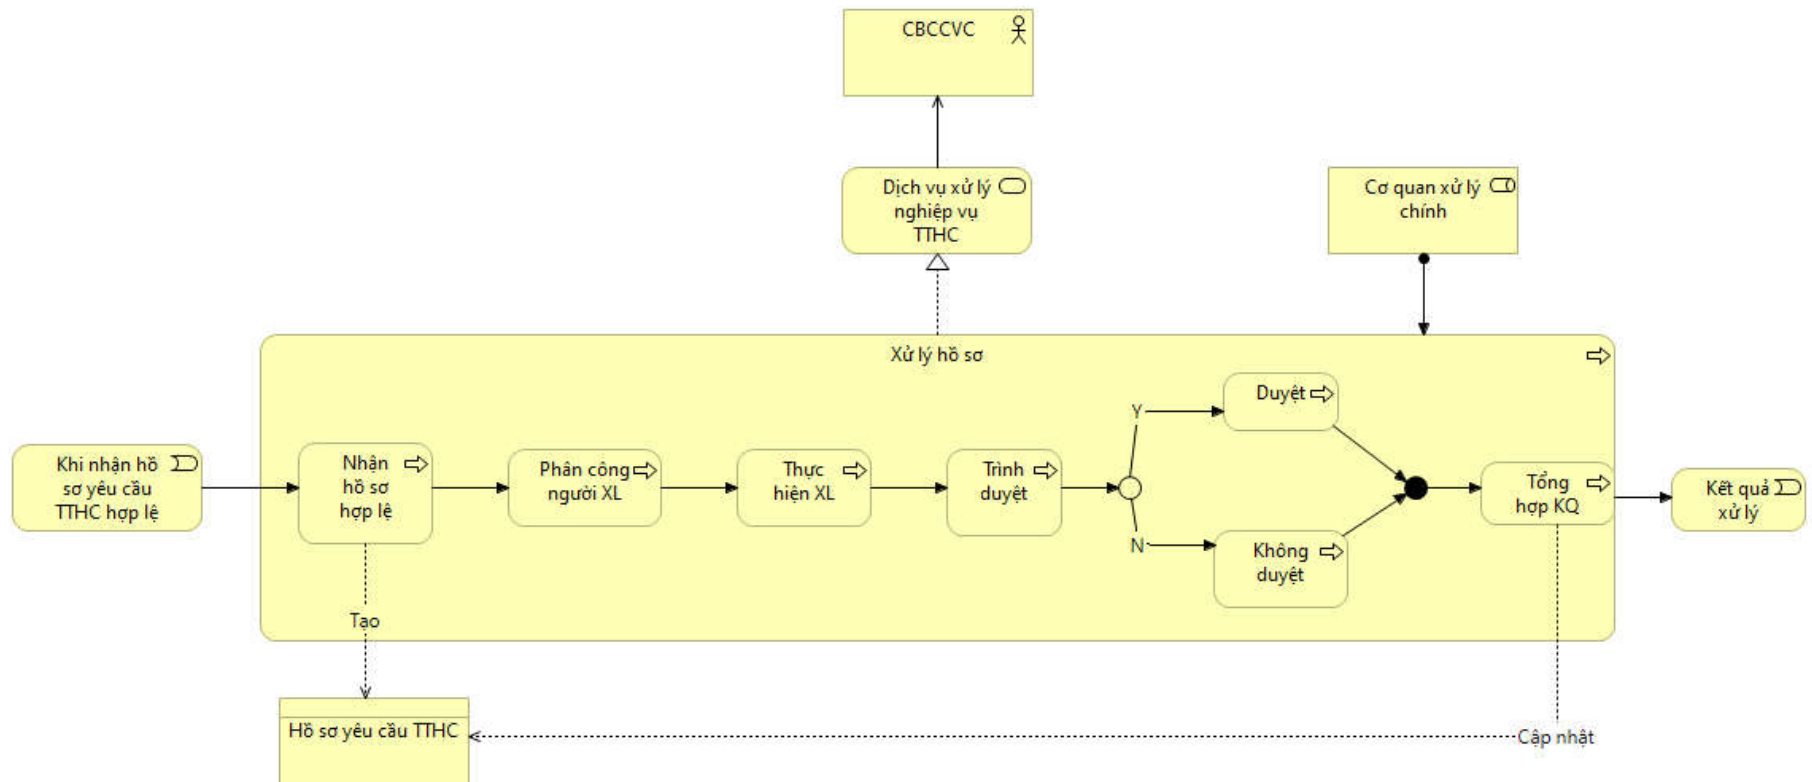 CBCCVC
Dịch vụ xử lý
nghiệp vụ
TTHC
Cơ quan xử lý
chính
Xử lý hồ sơ
Khi nhận hồ
sơ yêu cầu
TTHC hợp lệ
Nhận
hồ sơ
hợp lệ
Phân công
người XL
Thực
hiện XL
Trình
duyệt
Y
N
Duyệt
Không
duyệt
Tổng
hợp KQ
Kết quả
xử lý
Tạo
Hồ sơ yêu cầu TTHC
Cập nhật